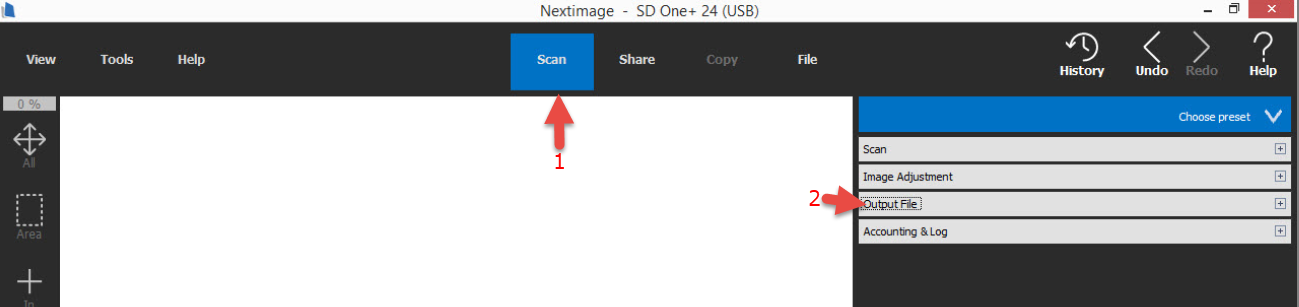 Nextimage - SD One+ 24 (USB)
View Tools Help Scan Share Copy File History Undo Redo Help
0 %
All
Area
In
1
Choose preset
Scan
Image Adjustment
2
Output File
Accounting & Log